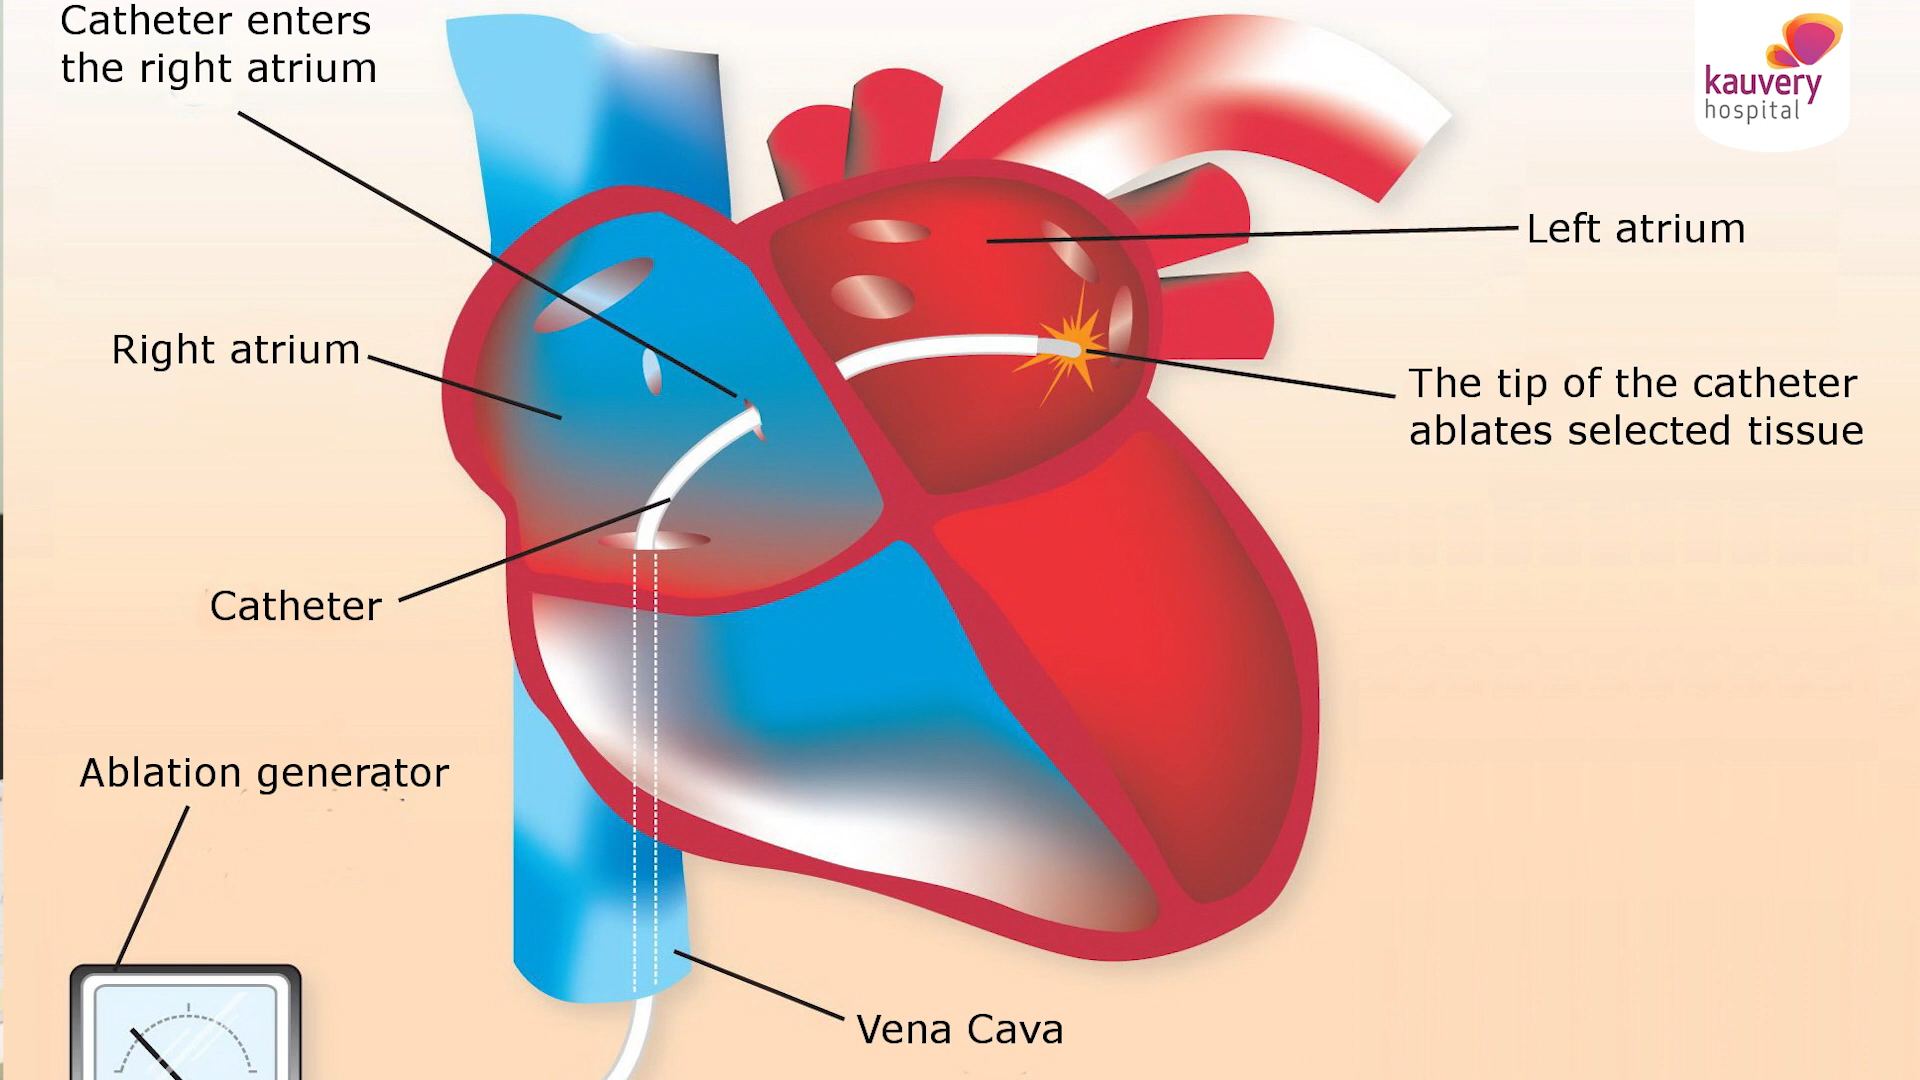 Catheter enters
the right atrium
kauvery
hospital
Left atrium
Right atrium
The tip of the catheter
ablates selected tissue
Catheter
Ablation generator
Vena Cava